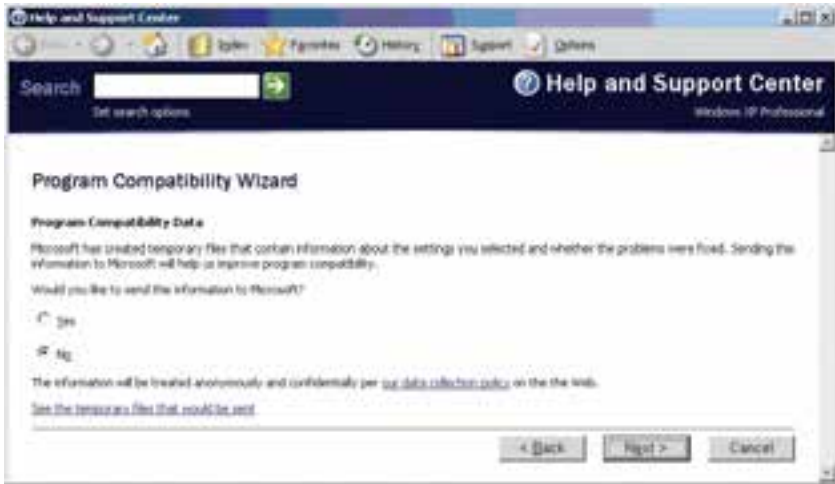 Help and Support Center
Index Favorites History Support Options
Search
Help and Support Center
Set search options
Windows XP Professional
Program Compatibility Wizard
Program Compatibility Data
Microsoft has created temporary files that contain information about the settings you selected and whether the problems were fixed. Sending this
information to Microsoft will help us improve program compatibility.
Would you like to send this information to Microsoft?
Yes
No
The information will be treated anonymously and confidentially per our data collection policy on the the Web.
See the temporary files that would be sent
< Back Next > Cancel